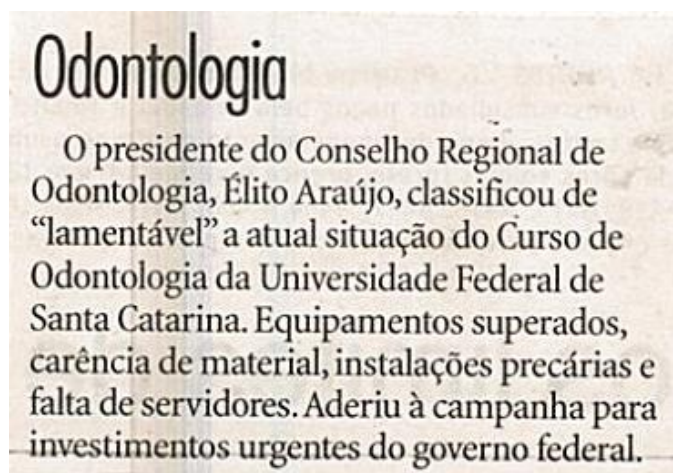 Odontologia
O presidente do Conselho Regional de
Odontologia, Élito Araújo, classificou de
“lamentável” a atual situação do Curso de
Odontologia da Universidade Federal de
Santa Catarina. Equipamentos superados,
carência de material, instalações precárias e
falta de servidores. Aderiu à campanha para
investimentos urgentes do governo federal.